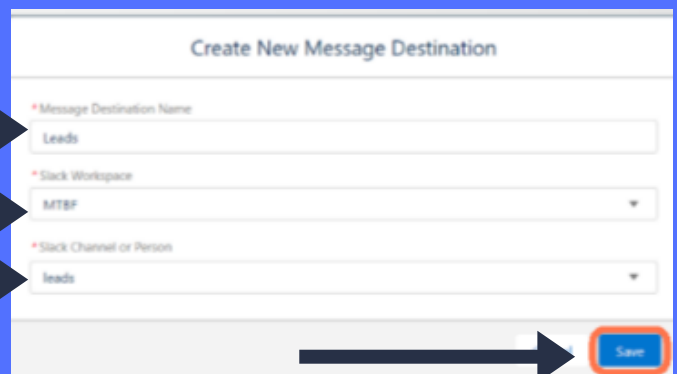 Create New Message Destination
*Message Destination Name
Leads
*Slack Workspace
MTBF
*Slack Channel or Person
leads
Save